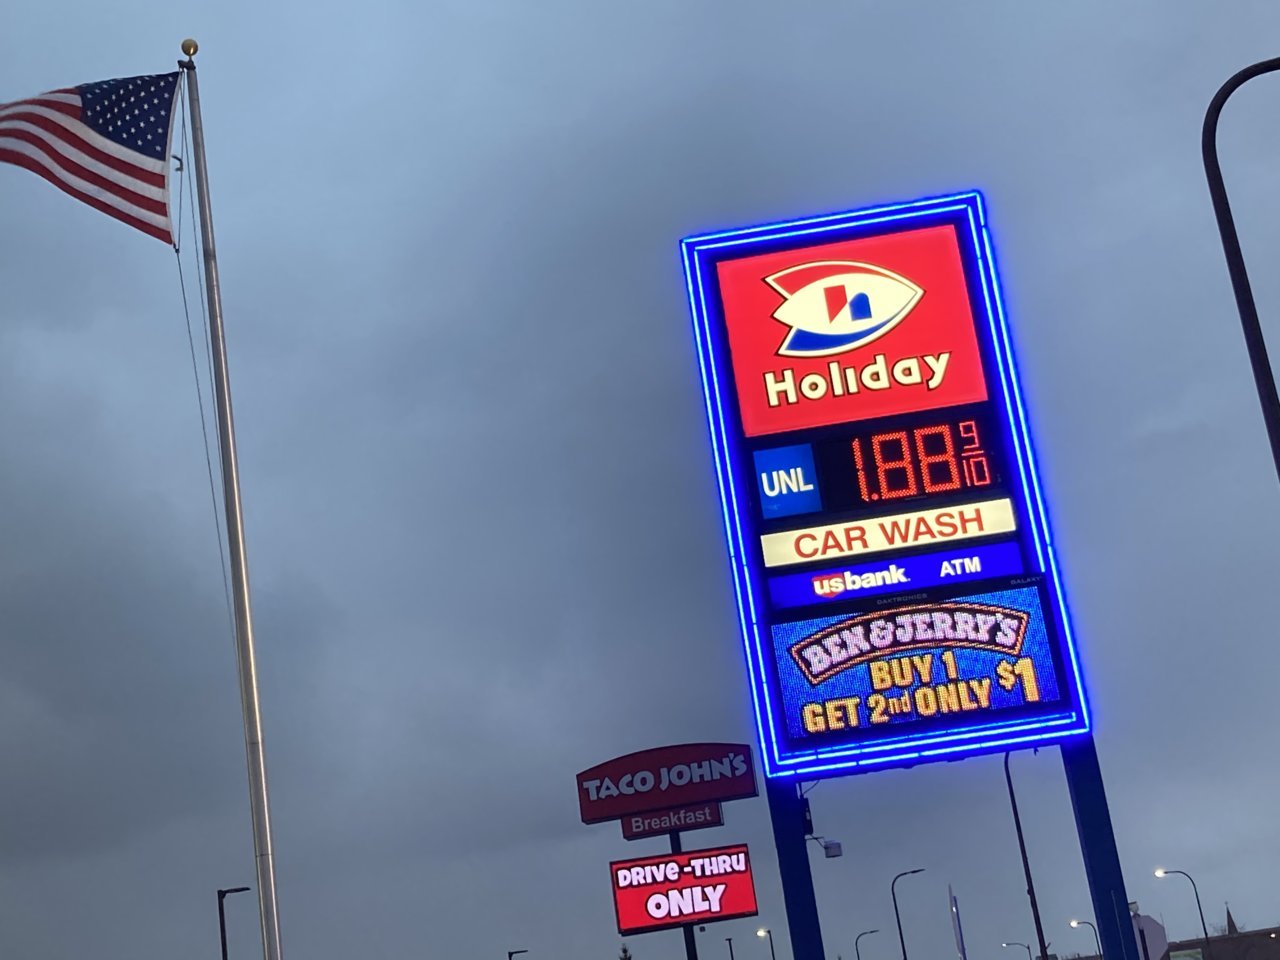 Holiday
UNL 1.88 9/10
CAR WASH
usbank. ATM
DAKTRONICS GALAXY
BEN&JERRY'S
BUY 1
GET 2nd ONLY $1
TACO JOHN'S
Breakfast
DRIVE-THRU
ONLY